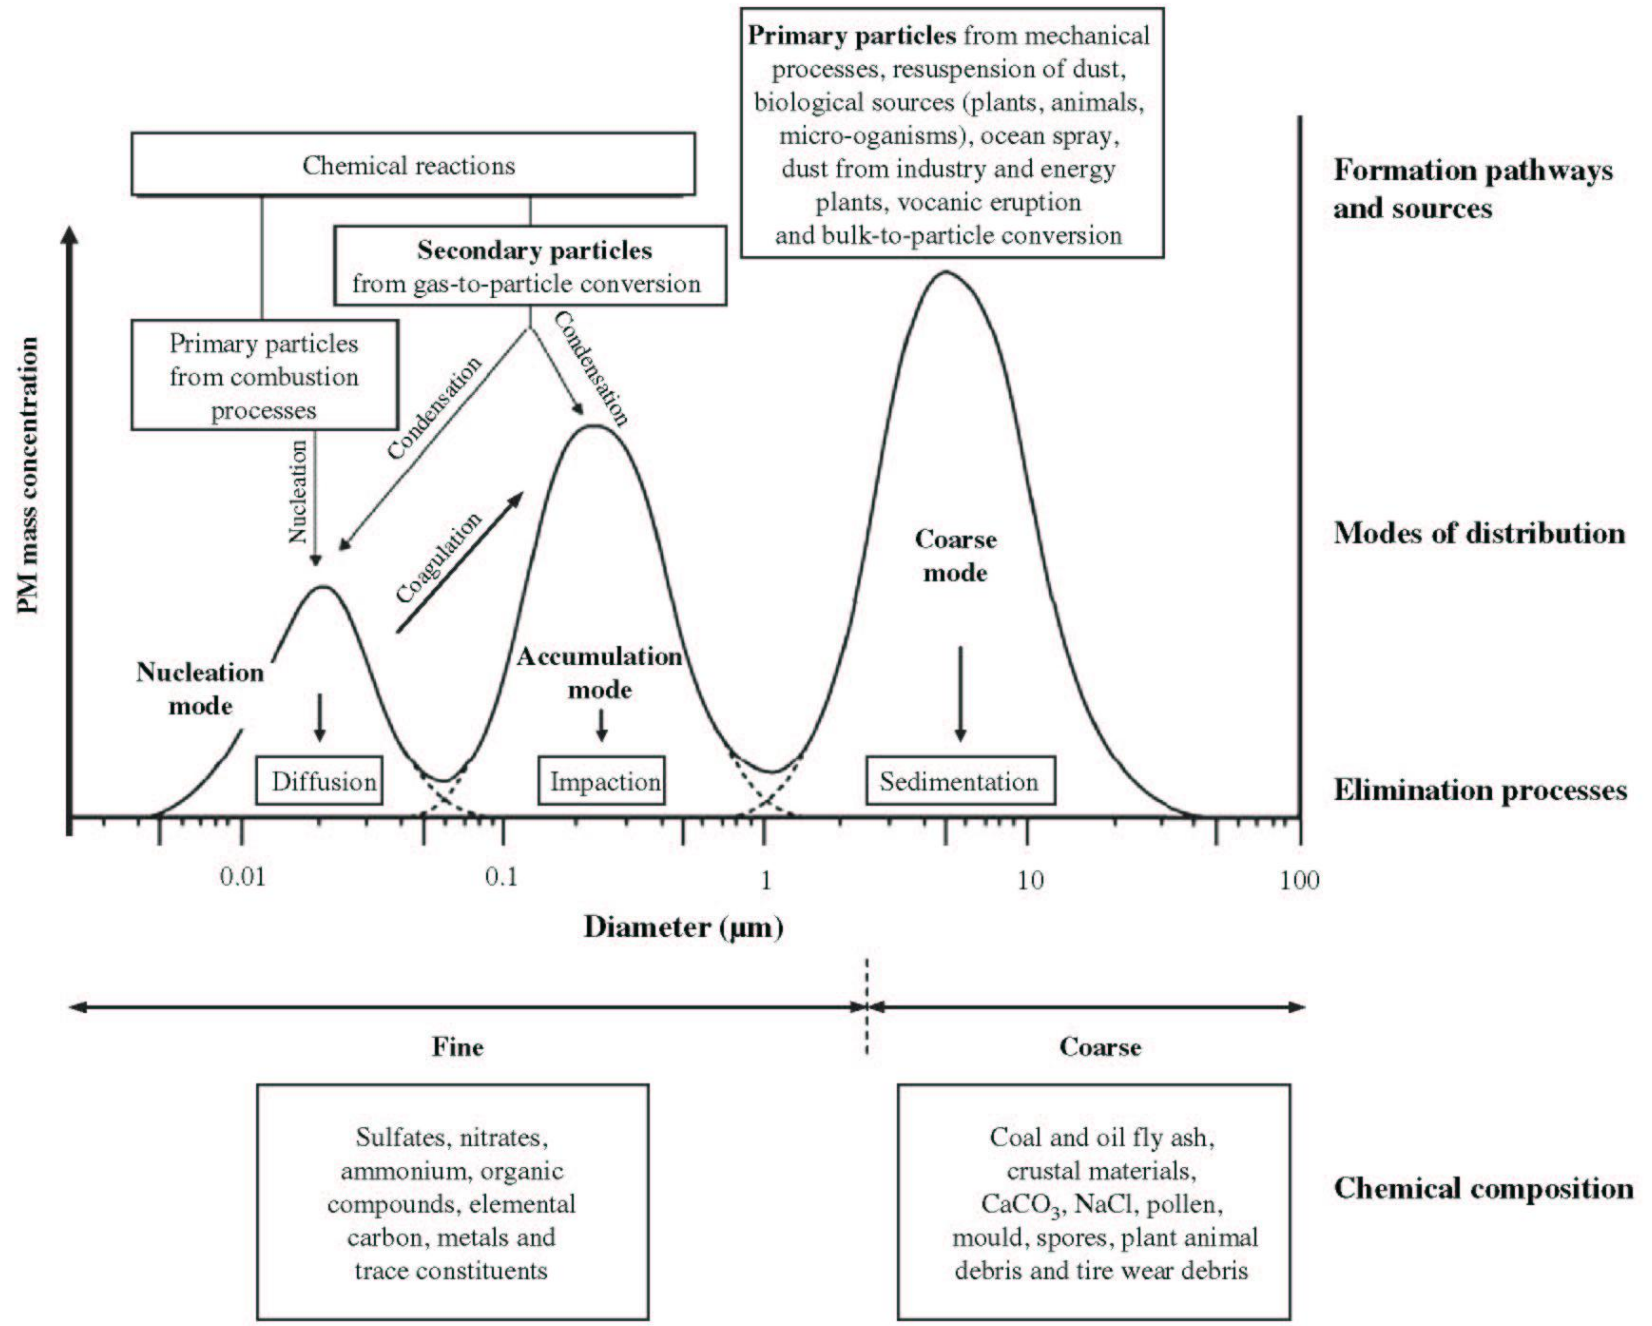 Primary particles from mechanical
processes, resuspension of dust,
biological sources (plants, animals,
micro-oganisms), ocean spray,
dust from industry and energy
plants, vocanic eruption
and bulk-to-particle conversion
Chemical reactions
Formation pathways
and sources
Secondary particles
from gas-to-particle conversion
Primary particles
from combustion
processes
Nucleation
Condensation
Condensation
Coagulation
PM mass concentration
Coarse
mode
Modes of distribution
Nucleation
mode
Accumulation
mode
Diffusion
Impaction
Sedimentation
Elimination processes
0.01
0.1
1
10
100
Diameter (µm)
Fine
Coarse
Sulfates, nitrates,
ammonium, organic
compounds, elemental
carbon, metals and
trace constituents
Coal and oil fly ash,
crustal materials,
CaCO₃, NaCl, pollen,
mould, spores, plant animal
debris and tire wear debris
Chemical composition